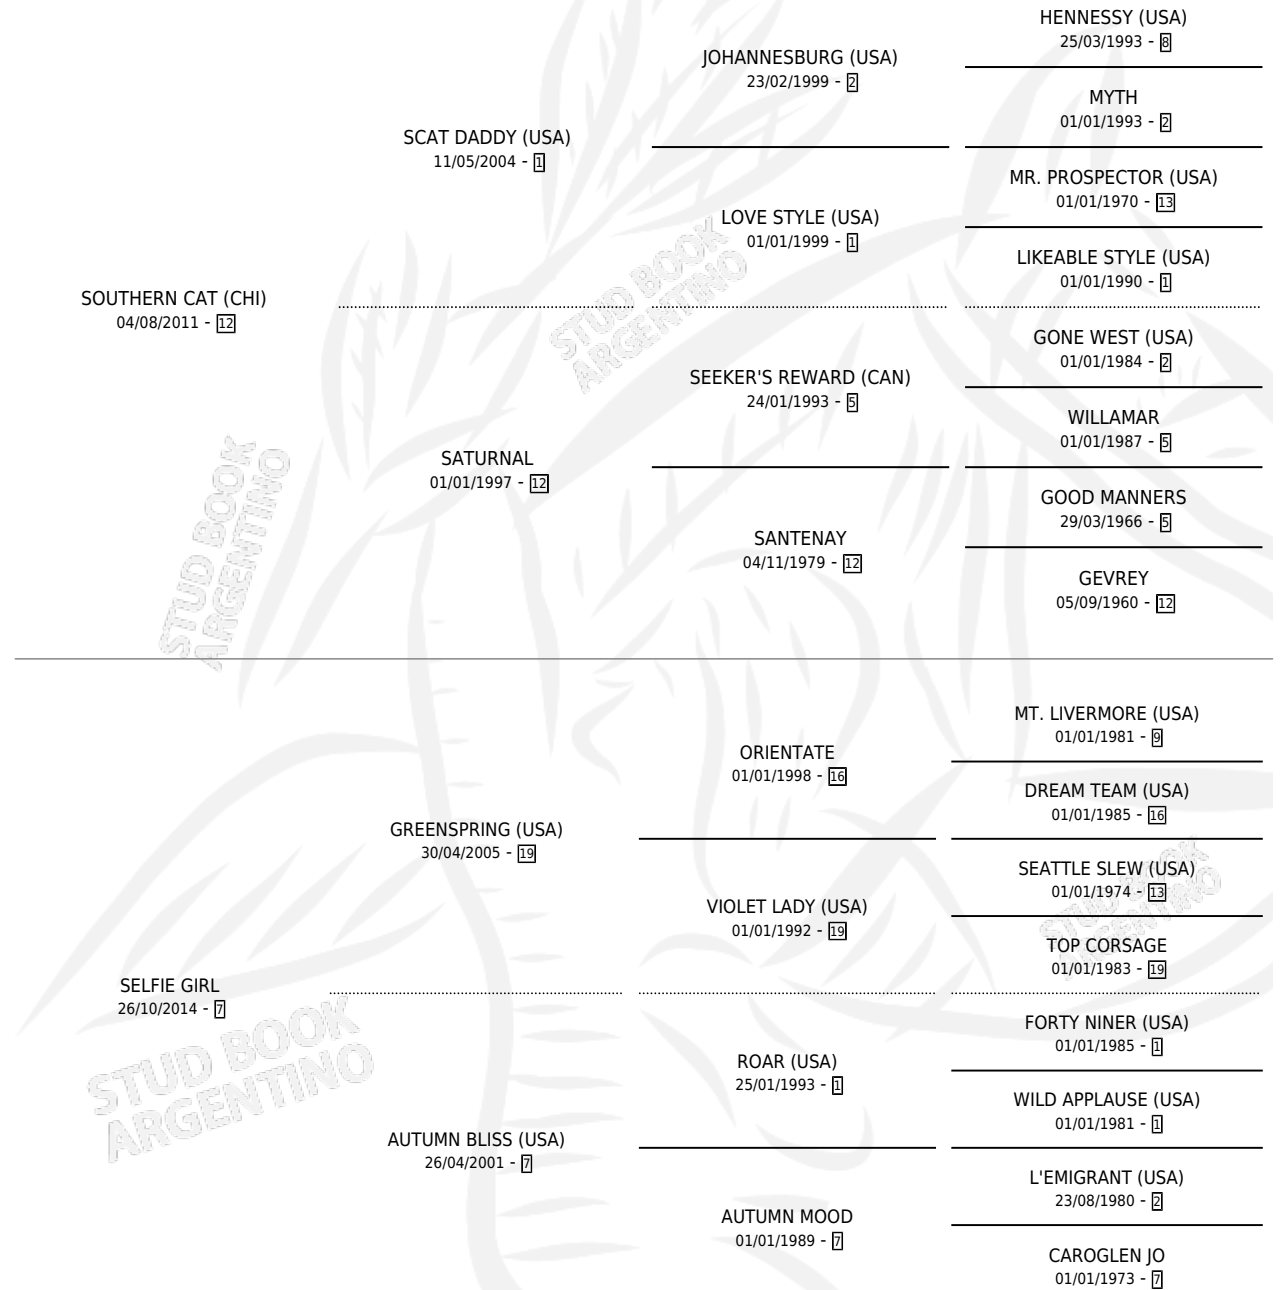 HENNESSY (USA)
25/03/1993 - 8
JOHANNESBURG (USA)
23/02/1999 - 2
MYTH
01/01/1993 - 2
SCAT DADDY (USA)
11/05/2004 - 1
MR. PROSPECTOR (USA)
01/01/1970 - 13
LOVE STYLE (USA)
01/01/1999 - 1
LIKEABLE STYLE (USA)
01/01/1990 - 1
SOUTHERN CAT (CHI)
04/08/2011 - 12
STUD BOOK
ARGENTINO
GONE WEST (USA)
01/01/1984 - 2
SEEKER'S REWARD (CAN)
24/01/1993 - 5
WILLAMAR
01/01/1987 - 5
SATURNAL
01/01/1997 - 12
GOOD MANNERS
29/03/1966 - 5
SANTENAY
04/11/1979 - 12
GEVREY
05/09/1960 - 12
STUD BOOK
ARGENTINO
MT. LIVERMORE (USA)
01/01/1981 - 9
ORIENTATE
01/01/1998 - 16
DREAM TEAM (USA)
01/01/1985 - 16
GREENSPRING (USA)
30/04/2005 - 19
SEATTLE SLEW (USA)
01/01/1974 - 13
VIOLET LADY (USA)
01/01/1992 - 19
STUD BOOK
ARGENTINO
TOP CORSAGE
01/01/1983 - 19
SELFIE GIRL
26/10/2014 - 7
STUD BOOK
ARGENTINO
FORTY NINER (USA)
01/01/1985 - 1
ROAR (USA)
25/01/1993 - 1
WILD APPLAUSE (USA)
01/01/1981 - 1
AUTUMN BLISS (USA)
26/04/2001 - 7
L'EMIGRANT (USA)
23/08/1980 - 2
AUTUMN MOOD
01/01/1989 - 7
CAROGLEN JO
01/01/1973 - 7